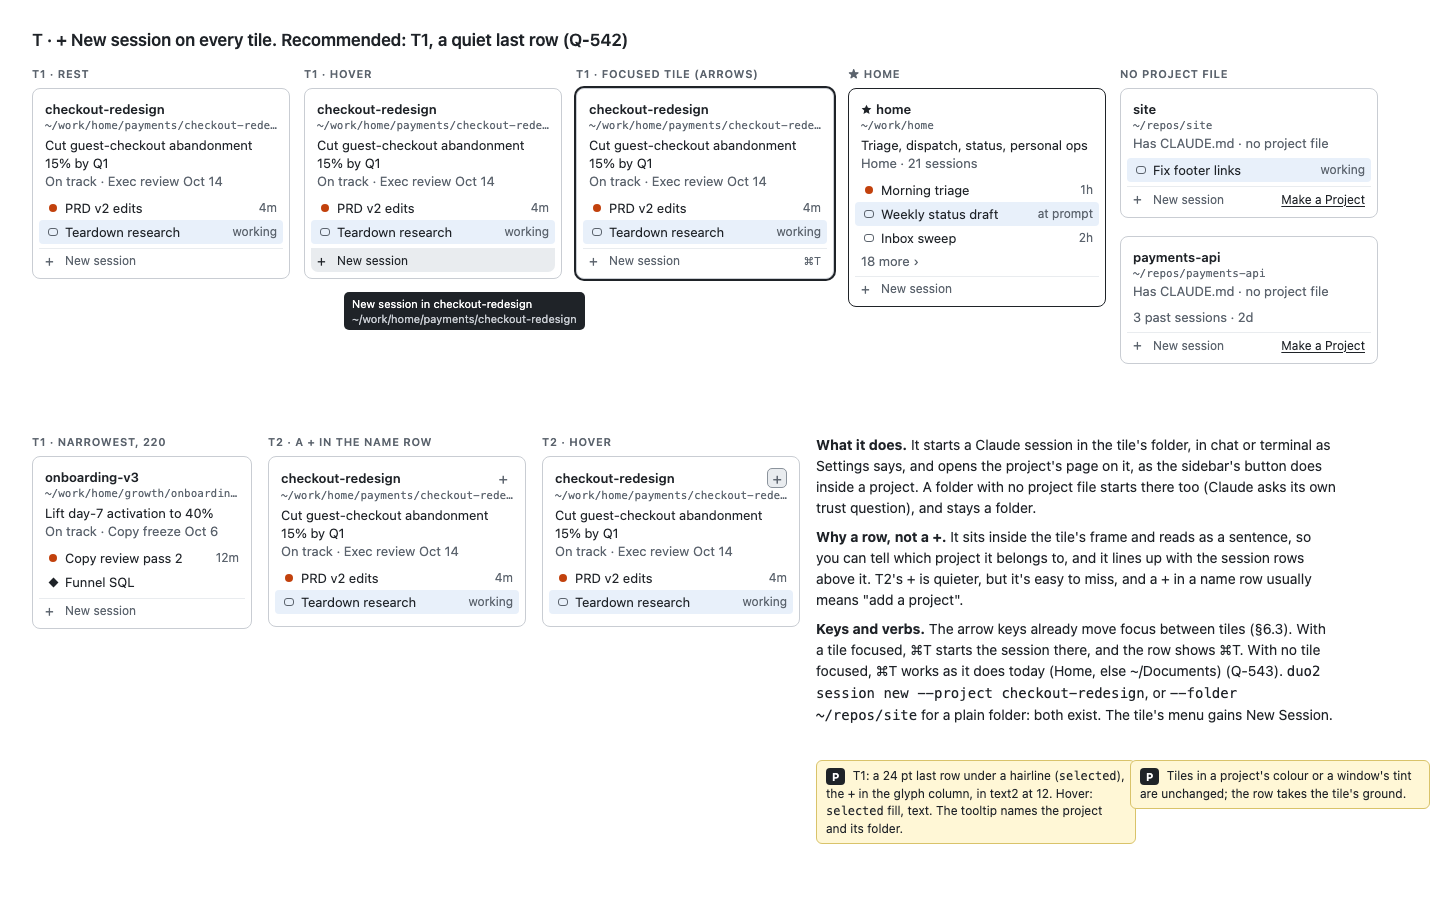 T · + New session on every tile. Recommended: T1, a quiet last row (Q-542)
T1 · REST
checkout-redesign
~/work/home/payments/checkout-rede…
Cut guest-checkout abandonment
15% by Q1
On track · Exec review Oct 14
PRD v2 edits 4m
Teardown research working
+ New session
T1 · HOVER
checkout-redesign
~/work/home/payments/checkout-rede…
Cut guest-checkout abandonment
15% by Q1
On track · Exec review Oct 14
PRD v2 edits 4m
Teardown research working
+ New session
New session in checkout-redesign
~/work/home/payments/checkout-redesign
T1 · FOCUSED TILE (ARROWS)
checkout-redesign
~/work/home/payments/checkout-rede…
Cut guest-checkout abandonment
15% by Q1
On track · Exec review Oct 14
PRD v2 edits 4m
Teardown research working
+ New session ⌘T
★ HOME
★ home
~/work/home
Triage, dispatch, status, personal ops
Home · 21 sessions
Morning triage 1h
Weekly status draft at prompt
Inbox sweep 2h
18 more ›
+ New session
NO PROJECT FILE
site
~/repos/site
Has CLAUDE.md · no project file
Fix footer links working
+ New session Make a Project
payments-api
~/repos/payments-api
Has CLAUDE.md · no project file
3 past sessions · 2d
+ New session Make a Project
T1 · NARROWEST, 220
onboarding-v3
~/work/home/growth/onboardin…
Lift day-7 activation to 40%
On track · Copy freeze Oct 6
Copy review pass 2 12m
Funnel SQL
+ New session
T2 · A + IN THE NAME ROW
checkout-redesign +
~/work/home/payments/checkout-rede…
Cut guest-checkout abandonment
15% by Q1
On track · Exec review Oct 14
PRD v2 edits 4m
Teardown research working
T2 · HOVER
checkout-redesign +
~/work/home/payments/checkout-rede…
Cut guest-checkout abandonment
15% by Q1
On track · Exec review Oct 14
PRD v2 edits 4m
Teardown research working
What it does. It starts a Claude session in the tile's folder, in chat or terminal as
Settings says, and opens the project's page on it, as the sidebar's button does
inside a project. A folder with no project file starts there too (Claude asks its own
trust question), and stays a folder.
Why a row, not a +. It sits inside the tile's frame and reads as a sentence, so
you can tell which project it belongs to, and it lines up with the session rows
above it. T2's + is quieter, but it's easy to miss, and a + in a name row usually
means "add a project".
Keys and verbs. The arrow keys already move focus between tiles (§6.3). With
a tile focused, ⌘T starts the session there, and the row shows ⌘T. With no tile
focused, ⌘T works as it does today (Home, else ~/Documents) (Q-543). duo2
session new --project checkout-redesign, or --folder
~/repos/site for a plain folder: both exist. The tile's menu gains New Session.
P T1: a 24 pt last row under a hairline (selected),
the + in the glyph column, in text2 at 12. Hover:
selected fill, text. The tooltip names the project
and its folder.
P Tiles in a project's colour or a window's tint
are unchanged; the row takes the tile's ground.